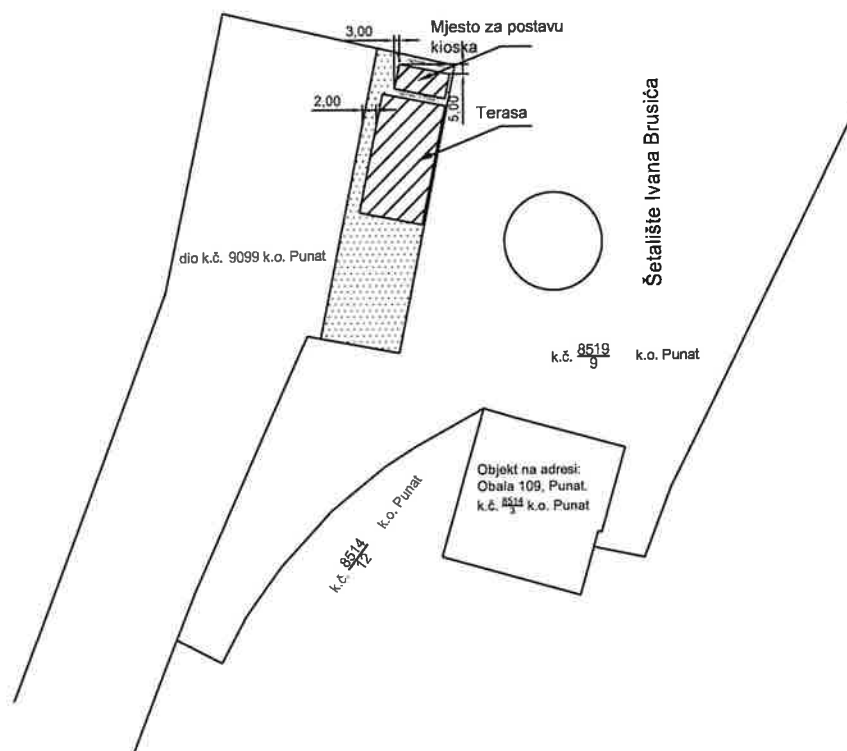 3,00
Mjesto za postavu
kioska
2,00
5,00
Terasa
Šetalište Ivana Brusića
dio k.č. 9099 k.o. Punat
k.č. 8519/9 k.o. Punat
Objekt na adresi:
Obala 109, Punat.
k.č. 8514/3 k.o. Punat
k.č. 8514/12 k.o. Punat